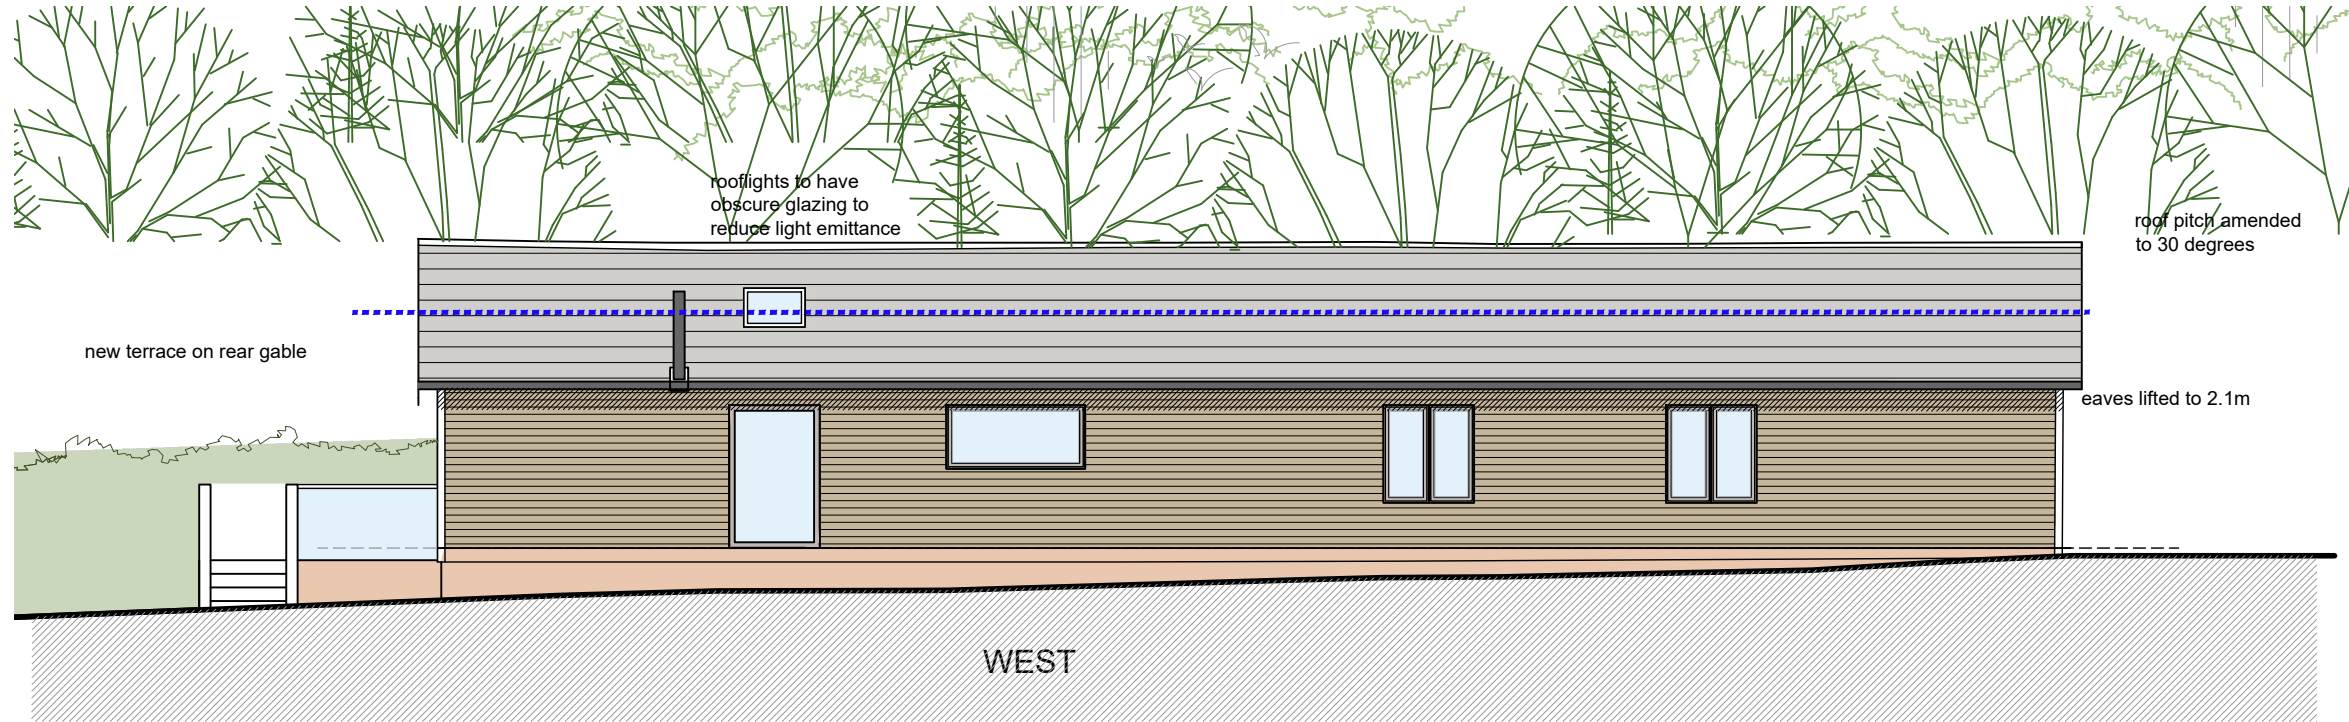 rooflights to have
obscure glazing to
reduce light emittance
roof pitch amended
to 30 degrees
new terrace on rear gable
eaves lifted to 2.1m
WEST